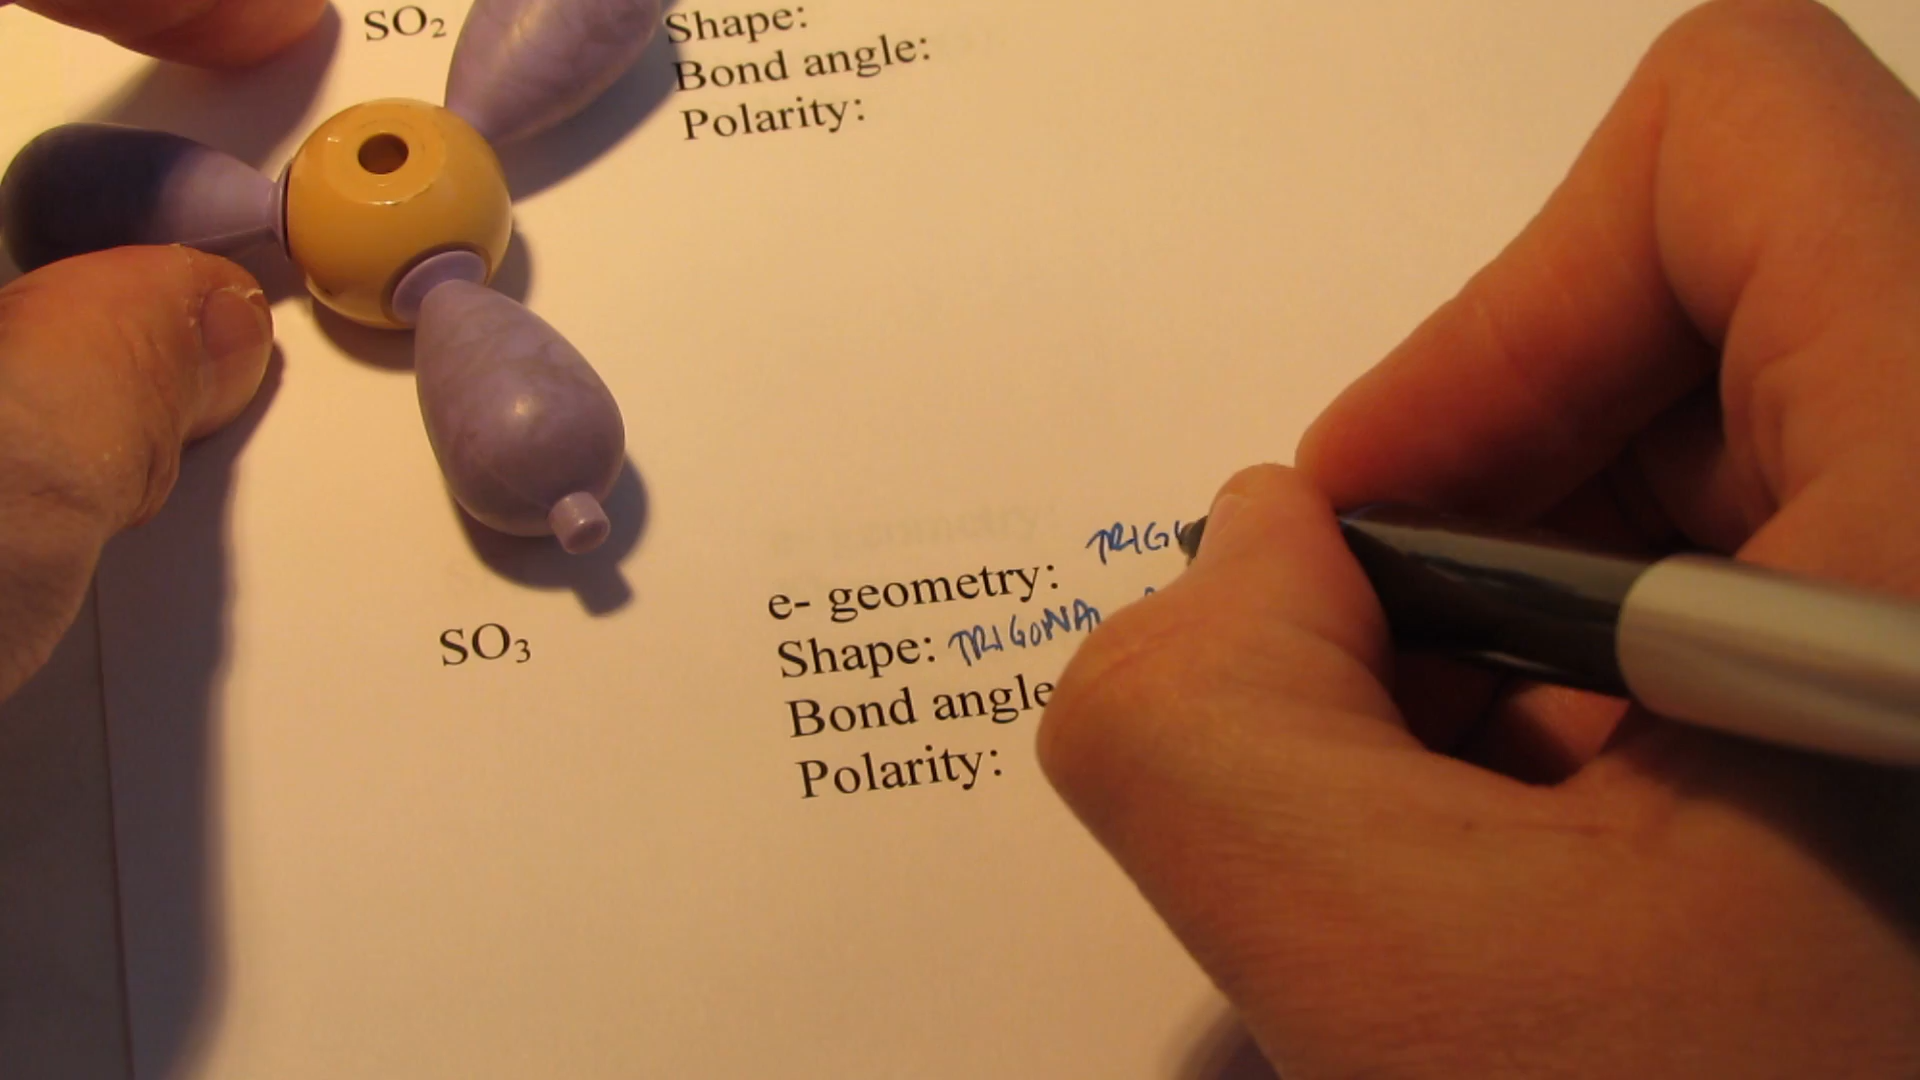 SO₂
Shape:
Bond angle:
Polarity:
SO₃
e- geometry: TRIG
Shape: TRIGONAL
Bond angle
Polarity: